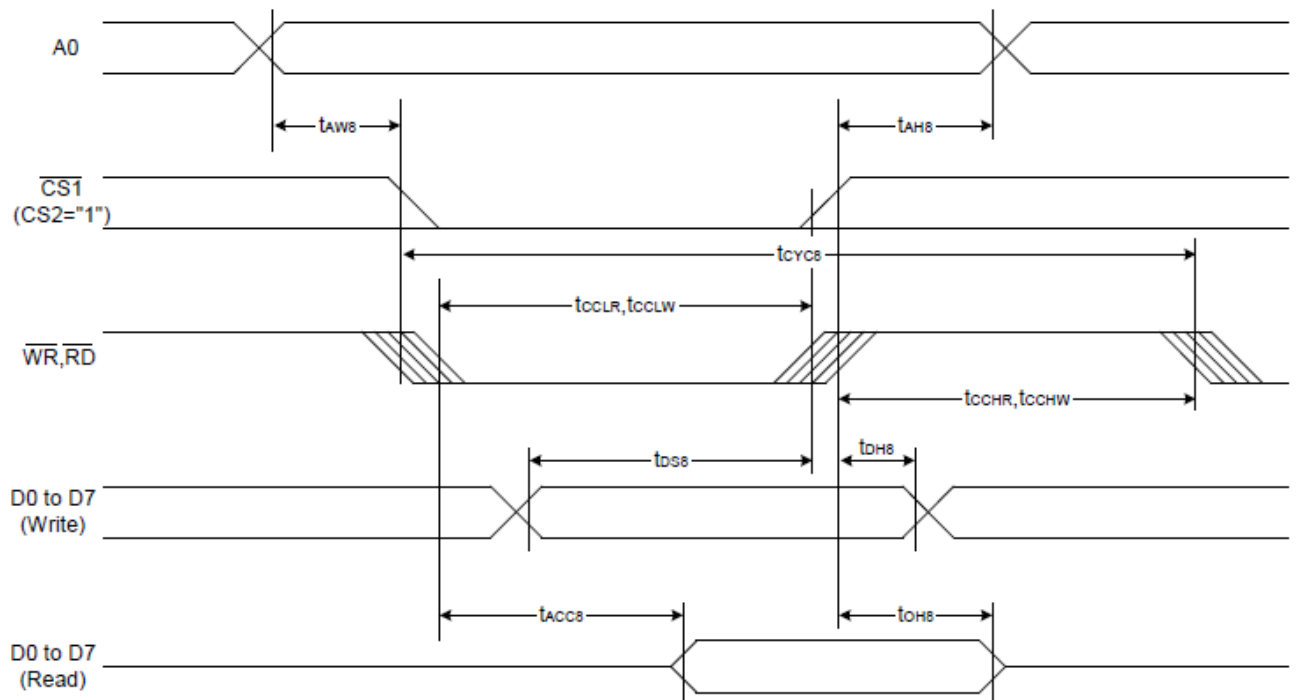 A0
tAW8
tAH8
CS1
(CS2="1")
tCYC8
tCCLR,tCCLW
WR,RD
tCCHR,tCCHW
tDS8
tDH8
D0 to D7
(Write)
tACC8
tOH8
D0 to D7
(Read)